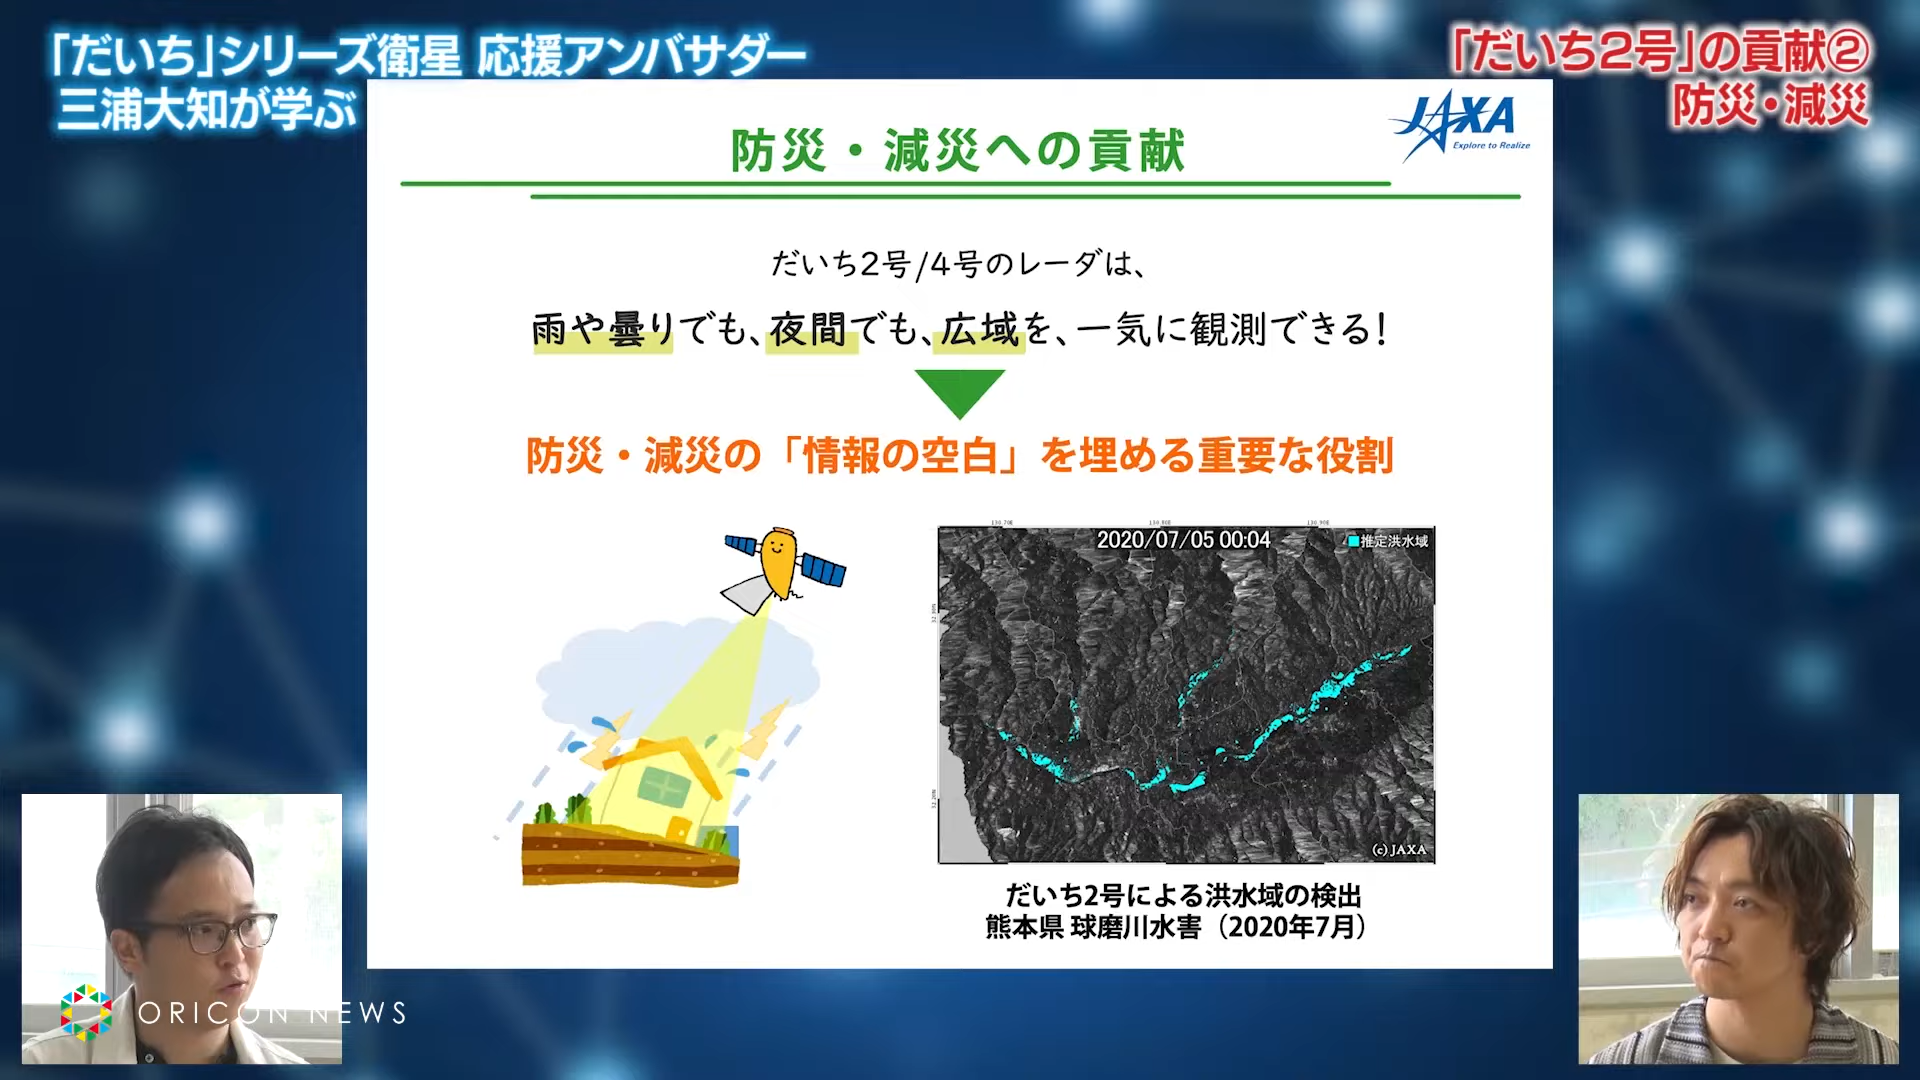 「だいち」シリーズ衛星 応援アンバサダー
三浦大知が学ぶ
「だいち2号」の貢献②
防災・減災
JAXA
Explore to Realize
防災・減災への貢献
だいち2号/4号のレーダは、
雨や曇りでも、夜間でも、広域を、一気に観測できる!
防災・減災の「情報の空白」を埋める重要な役割
130.70E 130.80E 130.90E
2020/07/05 00:04
推定洪水域
(c)JAXA
だいち2号による洪水域の検出
熊本県 球磨川水害（2020年7月）
ORICON NEWS